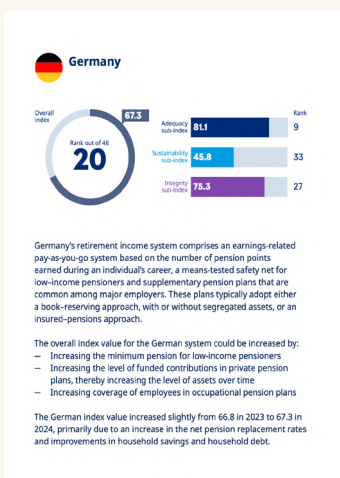 Germany
Overall
index
67.3
Rank out of 48
20
Rank
Adequacy
sub-index
81.1
9
Sustainability
sub-index
45.8
33
Integrity
sub-index
75.3
27
Germany's retirement income system comprises an earnings-related
pay-as-you-go system based on the number of pension points
earned during an individual's career, a means-tested safety net for
low-income pensioners and supplementary pension plans that are
common among major employers. These plans typically adopt either
a book-reserving approach, with or without segregated assets, or an
insured-pensions approach.
The overall index value for the German system could be increased by:
— Increasing the minimum pension for low-income pensioners
— Increasing the level of funded contributions in private pension
plans, thereby increasing the level of assets over time
— Increasing coverage of employees in occupational pension plans
The German index value increased slightly from 66.8 in 2023 to 67.3 in
2024, primarily due to an increase in the net pension replacement rates
and improvements in household savings and household debt.